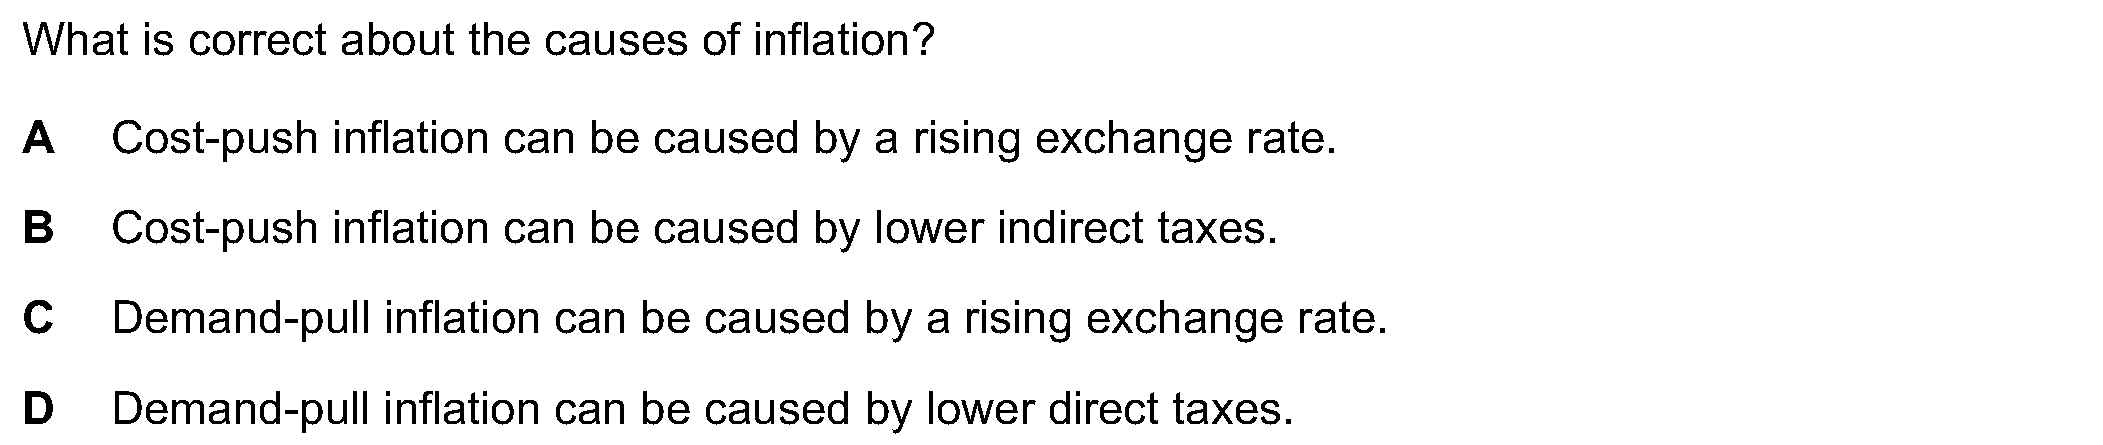 What is correct about the causes of inflation?
A Cost-push inflation can be caused by a rising exchange rate.
B Cost-push inflation can be caused by lower indirect taxes.
C Demand-pull inflation can be caused by a rising exchange rate.
D Demand-pull inflation can be caused by lower direct taxes.